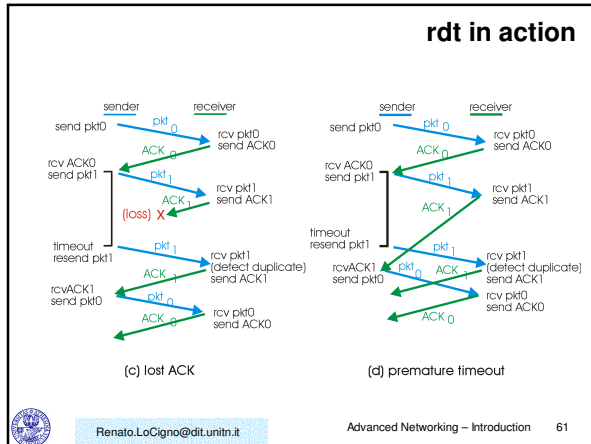 rdt in action
sender
receiver
send pkt0
pkt 0
rcv pkt0
send ACK0
ACK 0
rcv ACK0
send pkt1
pkt 1
rcv pkt1
send ACK1
ACK 1
(loss) X
timeout
resend pkt1
pkt 1
rcv pkt1
(detect duplicate)
send ACK1
ACK 1
rcvACK1
send pkt0
pkt 0
rcv pkt0
send ACK0
ACK 0
(c) lost ACK
sender
receiver
send pkt0
pkt 0
rcv pkt0
send ACK0
ACK 0
rcv ACK0
send pkt1
pkt 1
rcv pkt1
send ACK1
timeout
resend pkt1
pkt 1
rcv pkt1
(detect duplicate)
send ACK1
rcvACK1
send pkt0
pkt 0
ACK 1
rcv pkt0
send ACK0
ACK 0
(d) premature timeout
Renato.LoCigno@dit.unitn.it
Advanced Networking – Introduction 61